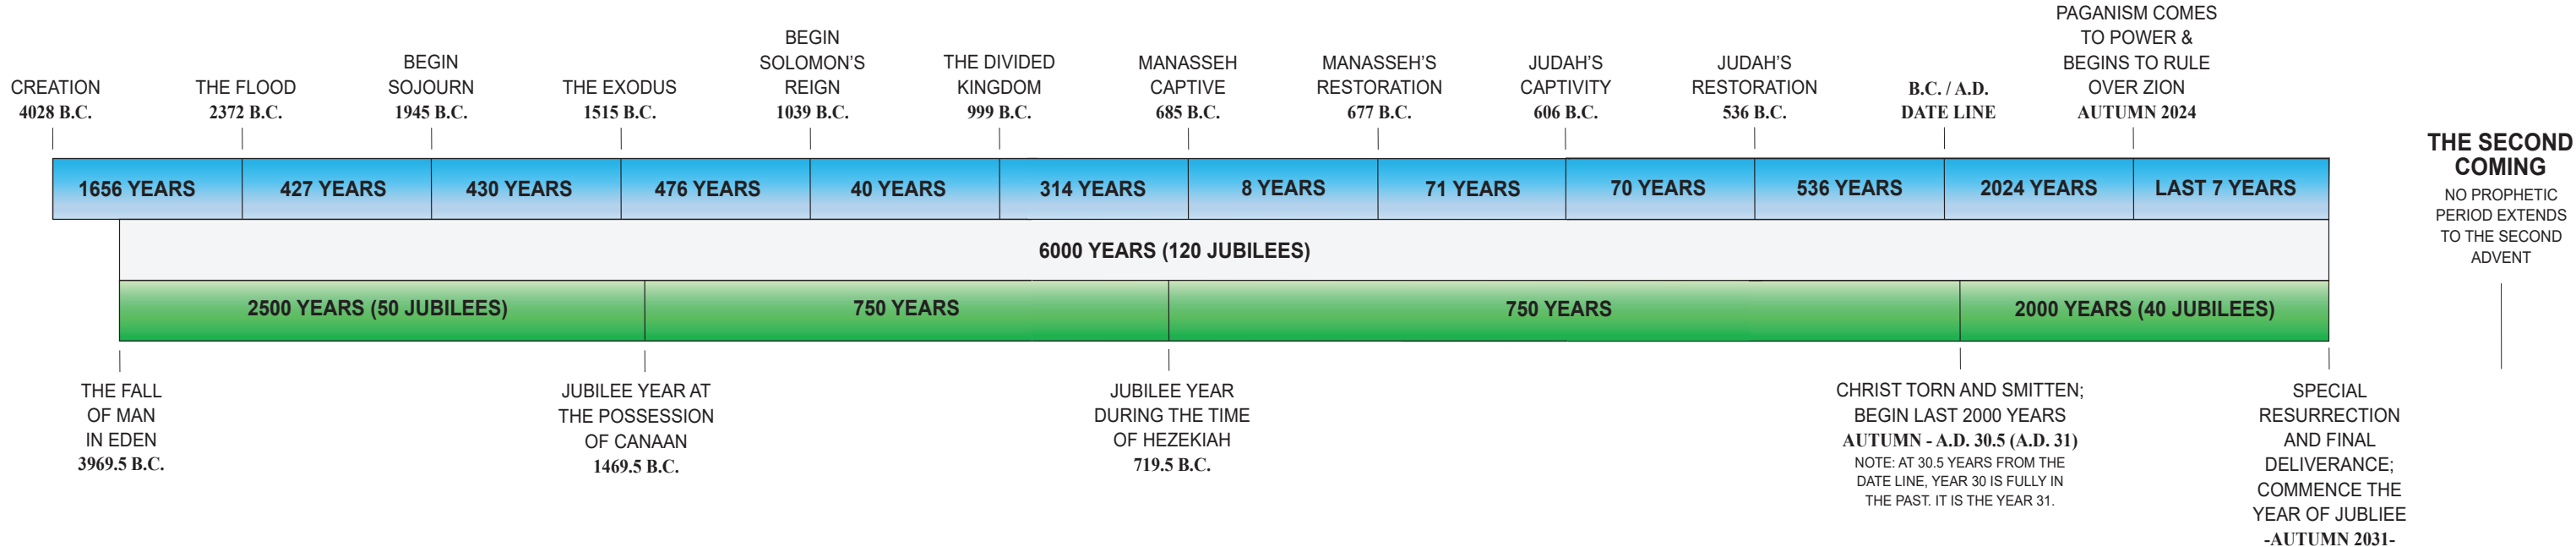 CREATION
4028 B.C.
THE FLOOD
2372 B.C.
BEGIN
SOJOURN
1945 B.C.
THE EXODUS
1515 B.C.
BEGIN
SOLOMON'S
REIGN
1039 B.C.
THE DIVIDED
KINGDOM
999 B.C.
MANASSEH
CAPTIVE
685 B.C.
MANASSEH'S
RESTORATION
677 B.C.
JUDAH'S
CAPTIVITY
606 B.C.
JUDAH'S
RESTORATION
536 B.C.
B.C. / A.D.
DATE LINE
PAGANISM COMES
TO POWER &
BEGINS TO RULE
OVER ZION
AUTUMN 2024
THE SECOND
COMING
NO PROPHETIC
PERIOD EXTENDS
TO THE SECOND
ADVENT
1656 YEARS
427 YEARS
430 YEARS
476 YEARS
40 YEARS
314 YEARS
8 YEARS
71 YEARS
70 YEARS
536 YEARS
2024 YEARS
LAST 7 YEARS
6000 YEARS (120 JUBILEES)
2500 YEARS (50 JUBILEES)
750 YEARS
750 YEARS
2000 YEARS (40 JUBILEES)
THE FALL
OF MAN
IN EDEN
3969.5 B.C.
JUBILEE YEAR AT
THE POSSESSION
OF CANAAN
1469.5 B.C.
JUBILEE YEAR
DURING THE TIME
OF HEZEKIAH
719.5 B.C.
CHRIST TORN AND SMITTEN;
BEGIN LAST 2000 YEARS
AUTUMN - A.D. 30.5 (A.D. 31)
NOTE: AT 30.5 YEARS FROM THE
DATE LINE, YEAR 30 IS FULLY IN
THE PAST. IT IS THE YEAR 31.
SPECIAL
RESURRECTION
AND FINAL
DELIVERANCE;
COMMENCE THE
YEAR OF JUBLIEE
-AUTUMN 2031-